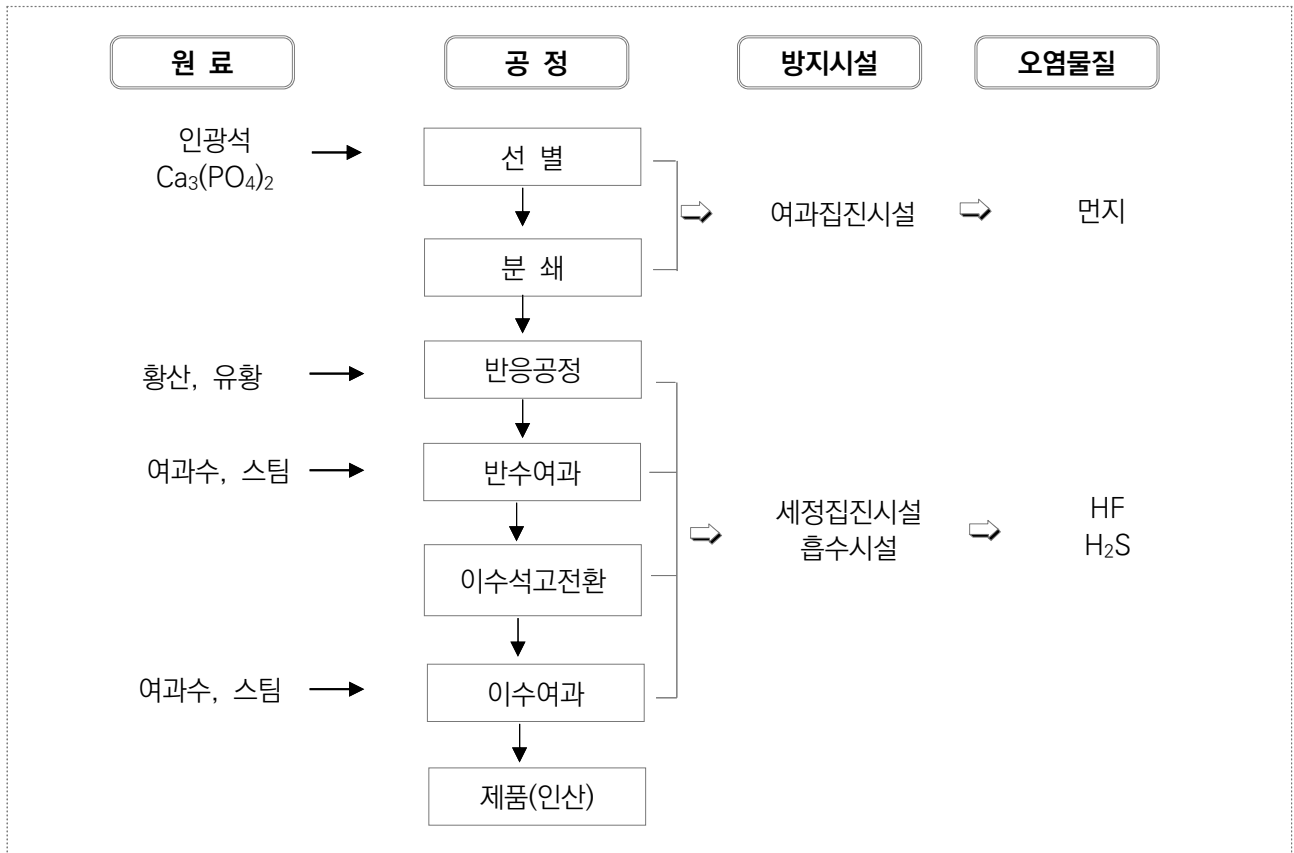 원 료
공 정
방지시설
오염물질
인광석
Ca₃(PO₄)₂
선 별
여과집진시설
먼지
분 쇄
황산, 유황
반응공정
여과수, 스팀
반수여과
세정집진시설
흡수시설
HF
H₂S
이수석고전환
여과수, 스팀
이수여과
제품(인산)